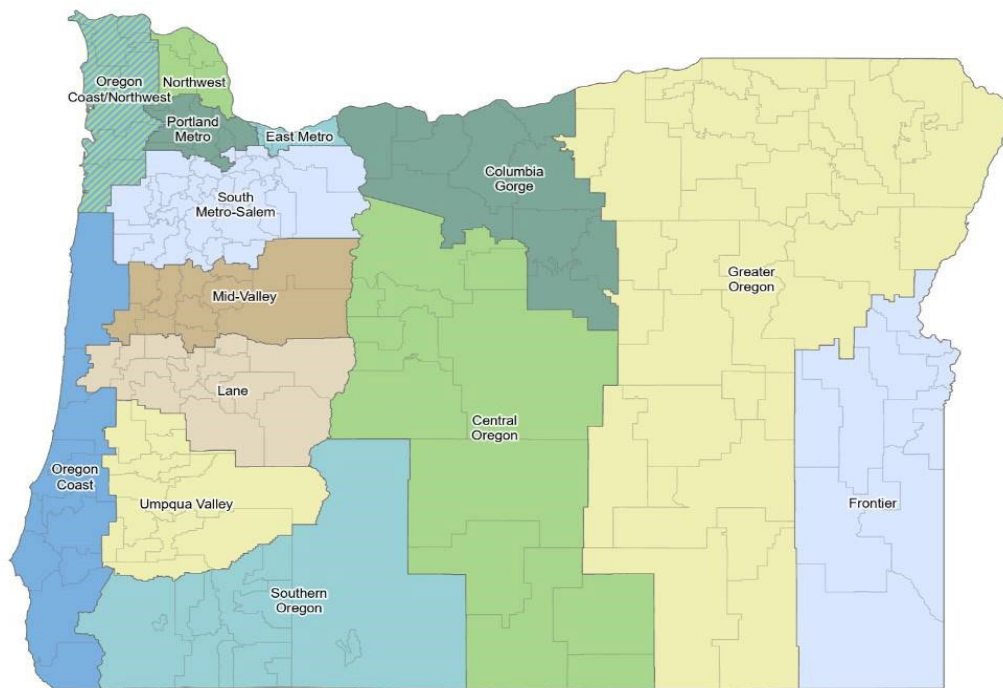 Oregon
Coast/Northwest
Northwest
Portland
Metro
East Metro
South
Metro-Salem
Columbia
Gorge
Mid-Valley
Greater
Oregon
Lane
Central
Oregon
Oregon
Coast
Umpqua Valley
Frontier
Southern
Oregon